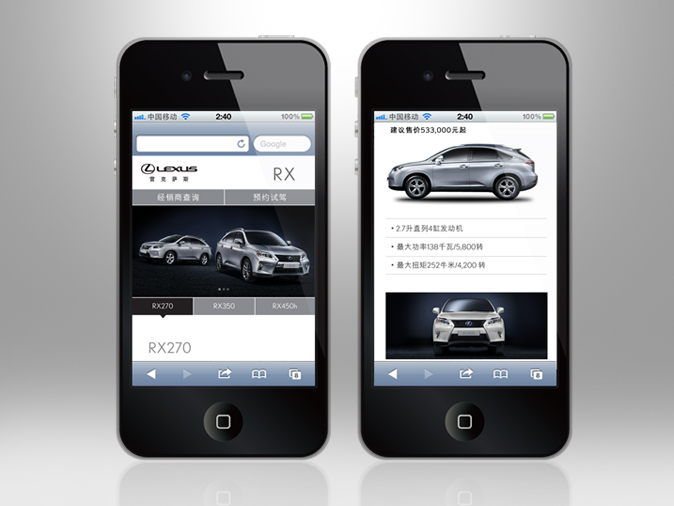 中国移动
2:40
100%
Google
LEXUS
雷克萨斯
RX
经销商查询
预约试驾
RX270
RX350
RX450h
RX270
8
中国移动
2:40
100%
建议售价533,000元起
• 2.7升直列4缸发动机
• 最大功率138千瓦/5,800转
• 最大扭矩252牛米/4,200 转
8